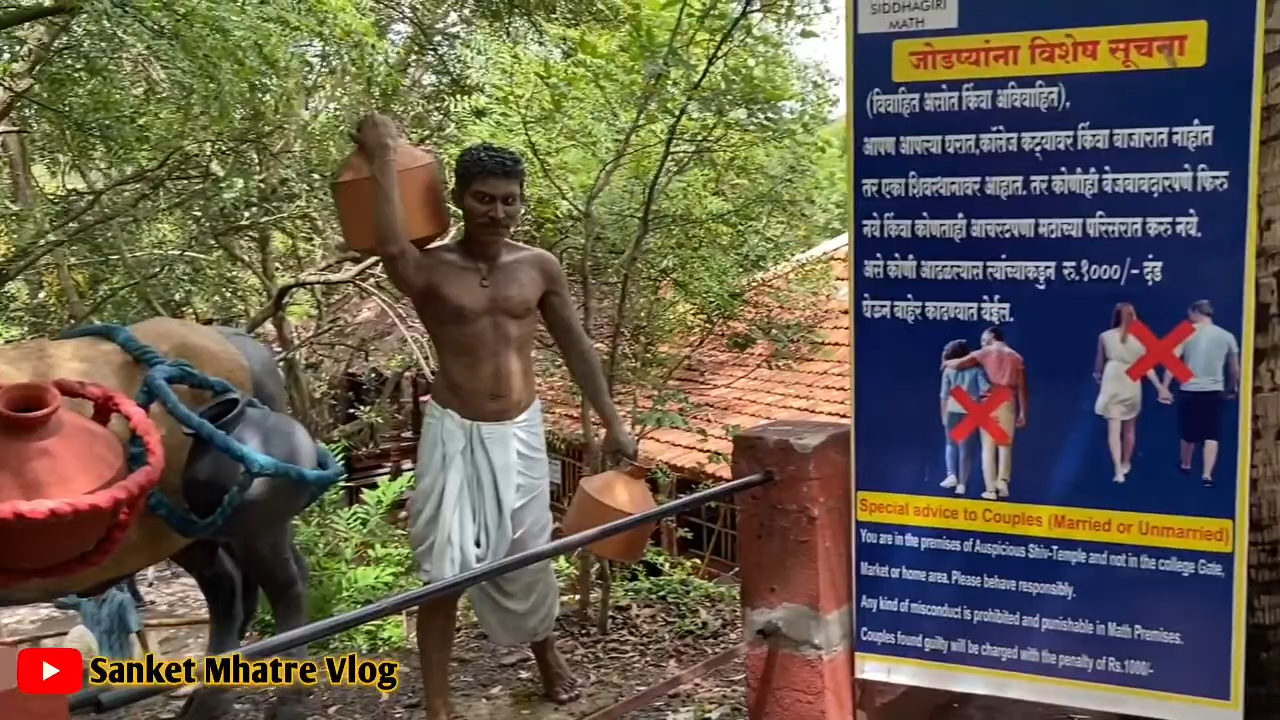 SIDDHAGIRI
MATH
जोडप्यांना विशेष सूचना
(विवाहित असोत किंवा अविवाहित),
आपण आपल्या घरात,कॉलेज कट्यावर किंवा बाजारात नाहीत
तर एका शिवस्थानावर आहात. तर कोणीही बेजबाबदारपणे फिरु
नये किंवा कोणताही आचरटपणा मठाच्या परिसरात करु नये.
असे कोणी आढळल्यास त्यांच्याकडुन रु.१०००/- दंड
घेऊन बाहेर काढण्यात येईल.
Special advice to Couples (Married or Unmarried)
You are in the premises of Auspicious Shiv-Temple and not in the college Gate,
Market or home area. Please behave responsibly.
Any kind of misconduct is prohibited and punishable in Math Premises.
Couples found guilty will be charged with the penalty of Rs.1000/-
Sanket Mhatre Vlog